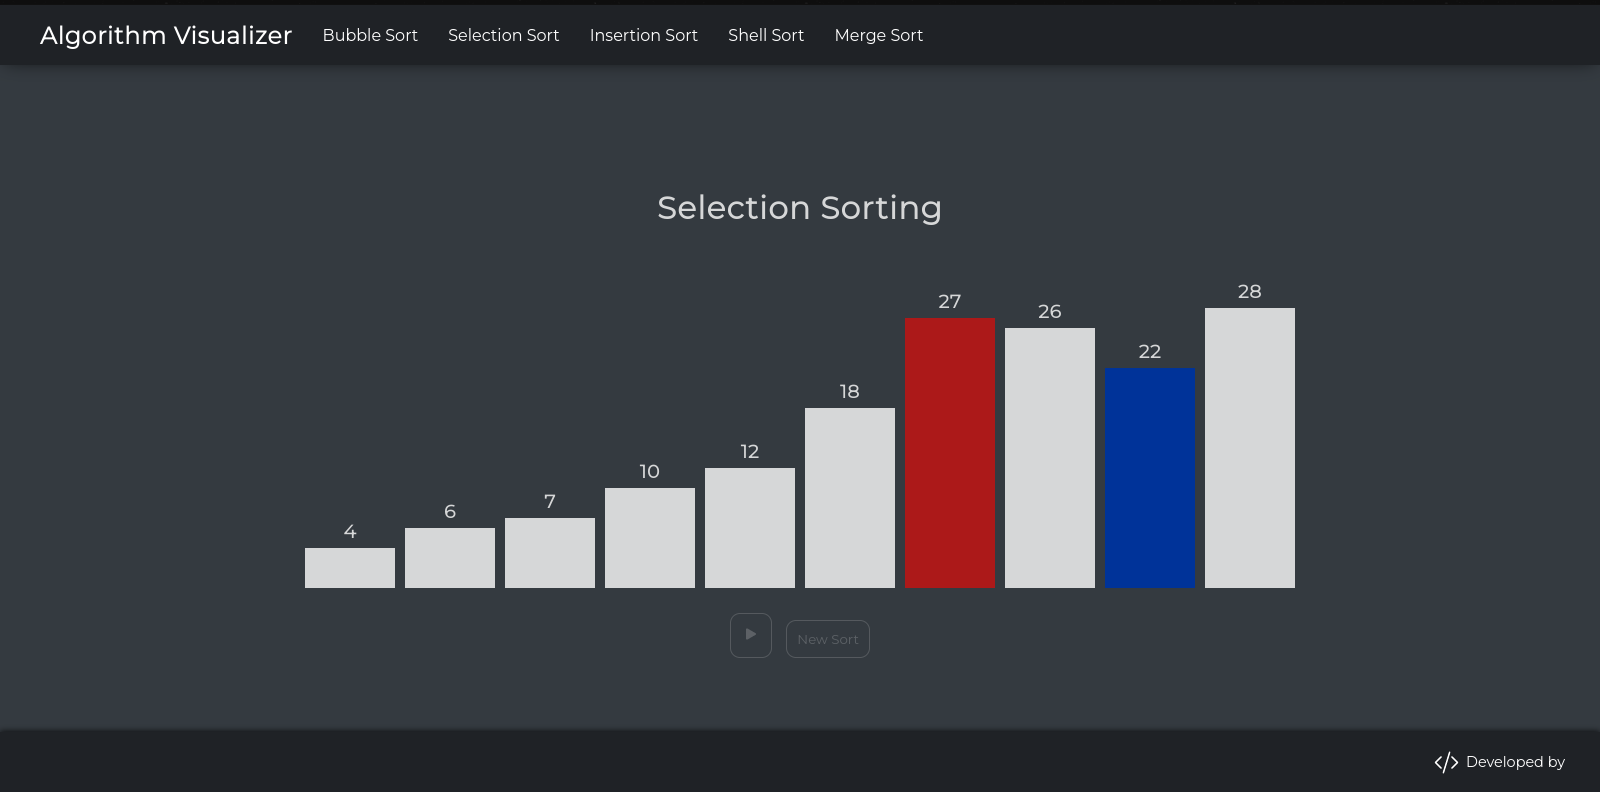 Algorithm Visualizer Bubble Sort Selection Sort Insertion Sort Shell Sort Merge Sort
Selection Sorting
4 6 7 10 12 18 27 26 22 28
New Sort
</> Developed by